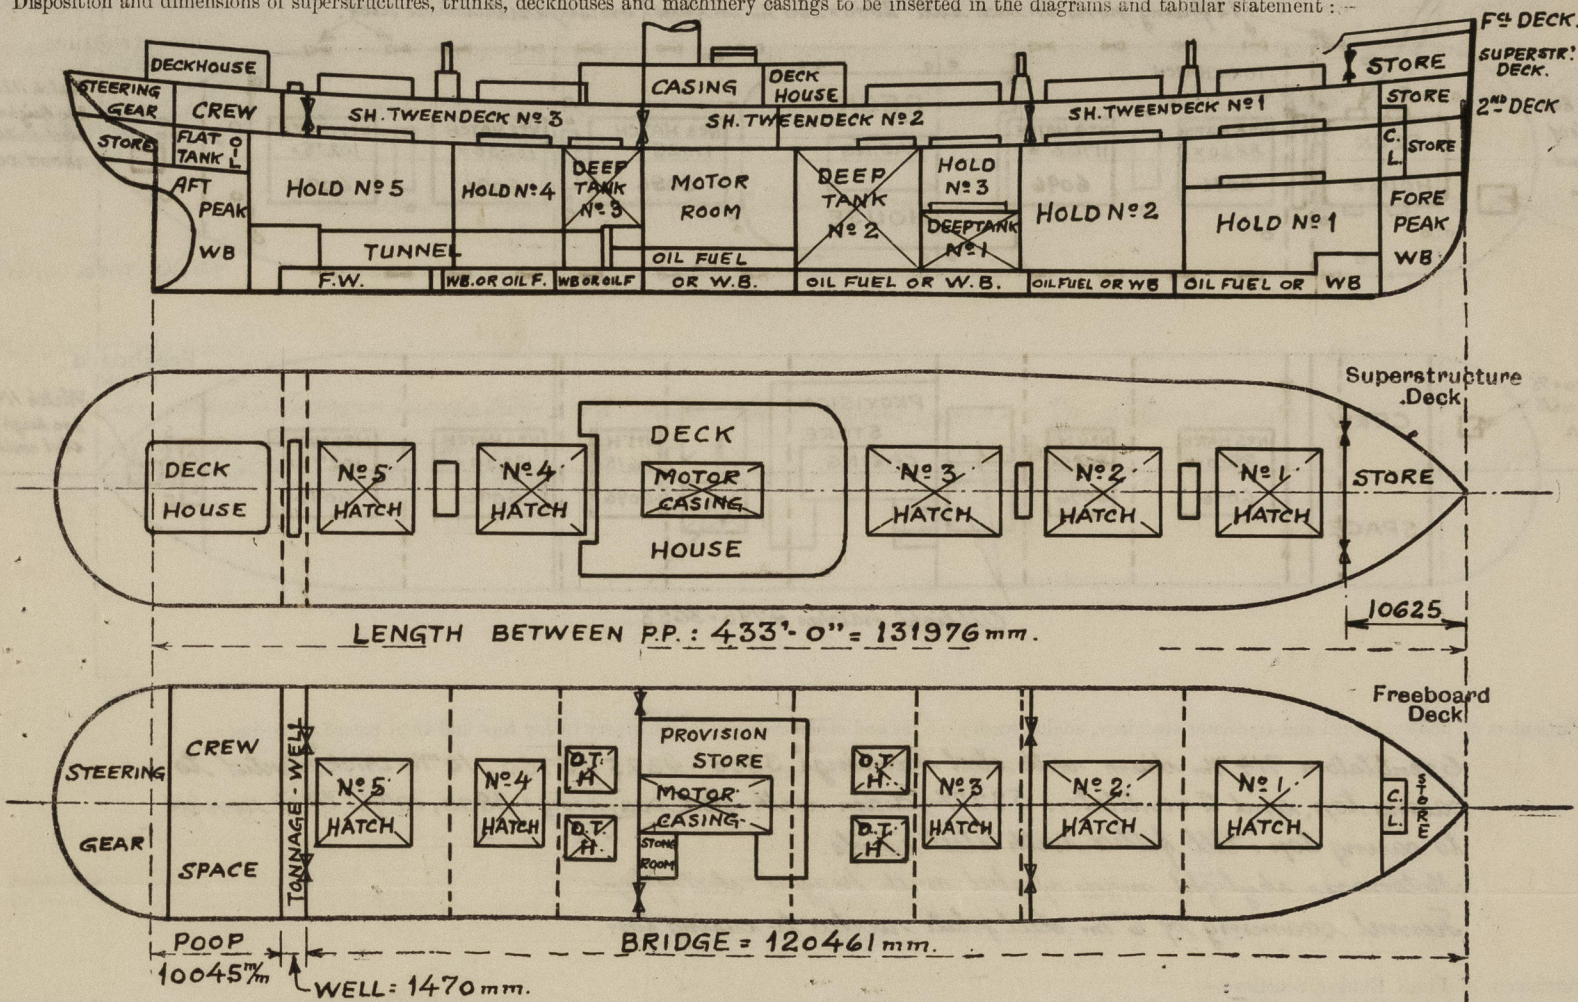 Disposition and dimensions of superstructures, trunks, deckhouses and machinery casings to be inserted in the diagrams and tabular statement :—
FCLE DECK.
SUPERSTR: DECK.
2ND DECK
DECKHOUSE
STEERING GEAR
CREW
STORE
FLAT TANK
OIL
AFT PEAK WB
SH. TWEENDECK No 3
CASING
DECK HOUSE
SH. TWEENDECK No 2
SH. TWEENDECK No 1
STORE
STORE
C. L.
STORE
HOLD No 5
HOLD No 4
DEEP TANK No 3
MOTOR ROOM
DEEP TANK No 2
HOLD No 3
DEEPTANK No 1
HOLD No 2
HOLD No 1
FORE PEAK WB
TUNNEL
OIL FUEL OR W.B.
F.W.
WB. OR OIL F.
WB OR OIL F
OIL FUEL OR W.B.
OIL FUEL OR WB
OIL FUEL OR WB
Superstructure Deck
DECK HOUSE
No 5 HATCH
No 4 HATCH
DECK
MOTOR CASING
HOUSE
No 3 HATCH
No 2 HATCH
No 1 HATCH
STORE
10625
LENGTH BETWEEN P.P.: 433'-0" = 131976 mm.
Freeboard Deck
STEERING GEAR
CREW SPACE
TONNAGE-WELL
No 5 HATCH
No 4 HATCH
D.T. H
D.T. H
PROVISION STORE
MOTOR CASING
STORE ROOM
D.T. H
D.T. H
No 3 HATCH
No 2 HATCH
No 1 HATCH
C. L.
STORE
POOP
10045 m/m
WELL = 1470 mm.
BRIDGE = 120461 mm.